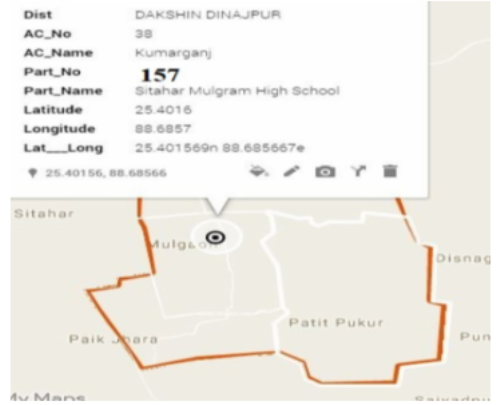 Dist DAKSHIN DINAJPUR
AC_No 38
AC_Name Kumarganj
Part_No 157
Part_Name Sitahar Mulgram High School
Latitude 25.4016
Longitude 88.6857
Lat___Long 25.401569n 88.685667e
25.40156, 88.68566
Sitahar
Disnag
Patit Pukur
Paik Jhara
Pun
My Maps